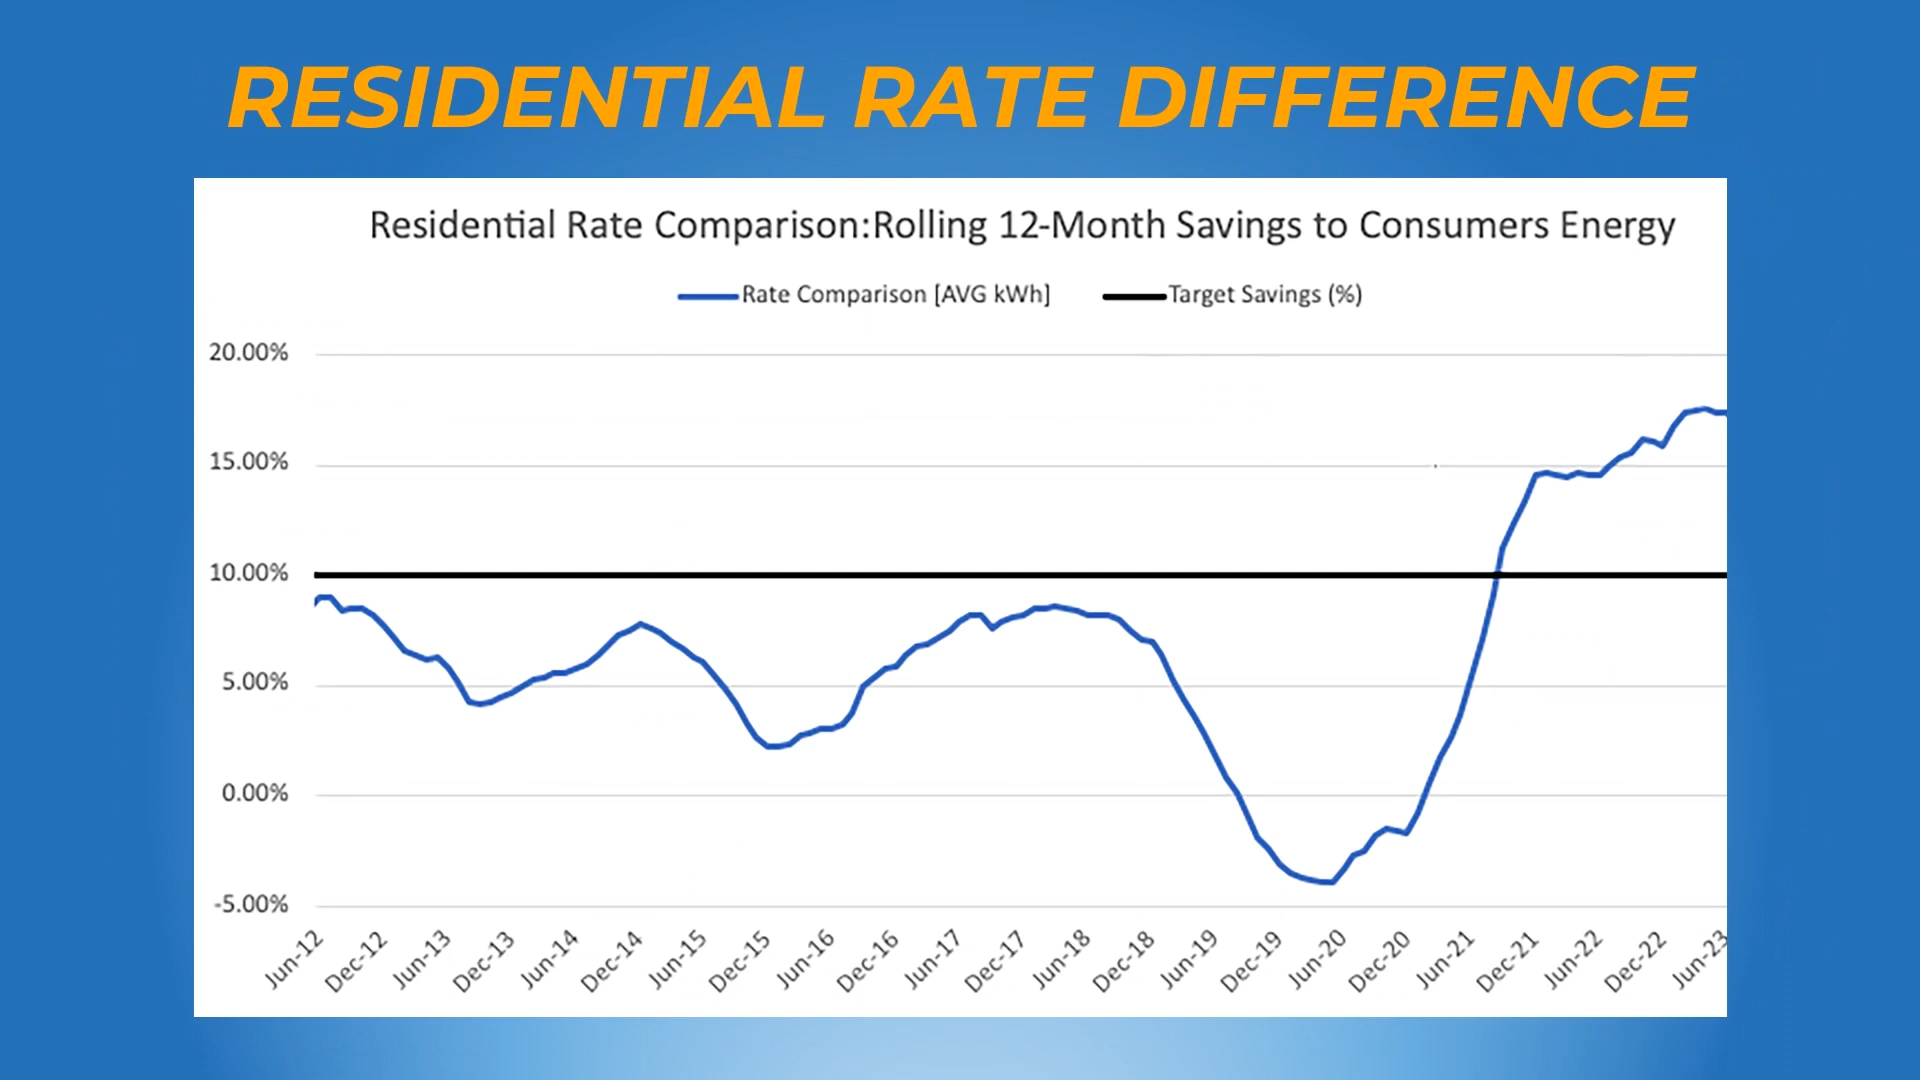 RESIDENTIAL RATE DIFFERENCE
Residential Rate Comparison:Rolling 12-Month Savings to Consumers Energy
Rate Comparison [AVG kWh] Target Savings (%)
20.00%
15.00%
10.00%
5.00%
0.00%
-5.00%
Jun-12 Dec-12 Jun-13 Dec-13 Jun-14 Dec-14 Jun-15 Dec-15 Jun-16 Dec-16 Jun-17 Dec-17 Jun-18 Dec-18 Jun-19 Dec-19 Jun-20 Dec-20 Jun-21 Dec-21 Jun-22 Dec-22 Jun-23